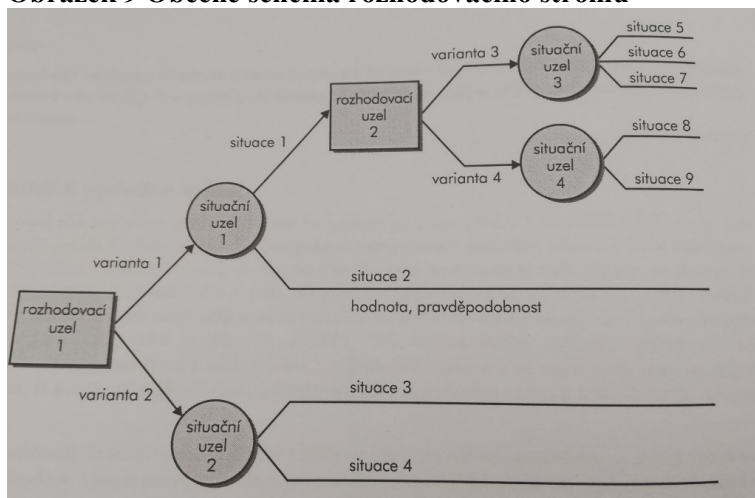 Obrázek 9 Obecné schéma rozhodovacího stromu
situace 5
varianta 3
situační
uzel
3
situace 6
situace 7
rozhodovací
uzel
2
situace 1
situace 8
situační
uzel
4
varianta 4
situace 9
situační
uzel
1
varianta 1
situace 2
hodnota, pravděpodobnost
rozhodovací
uzel
1
varianta 2
situace 3
situační
uzel
2
situace 4